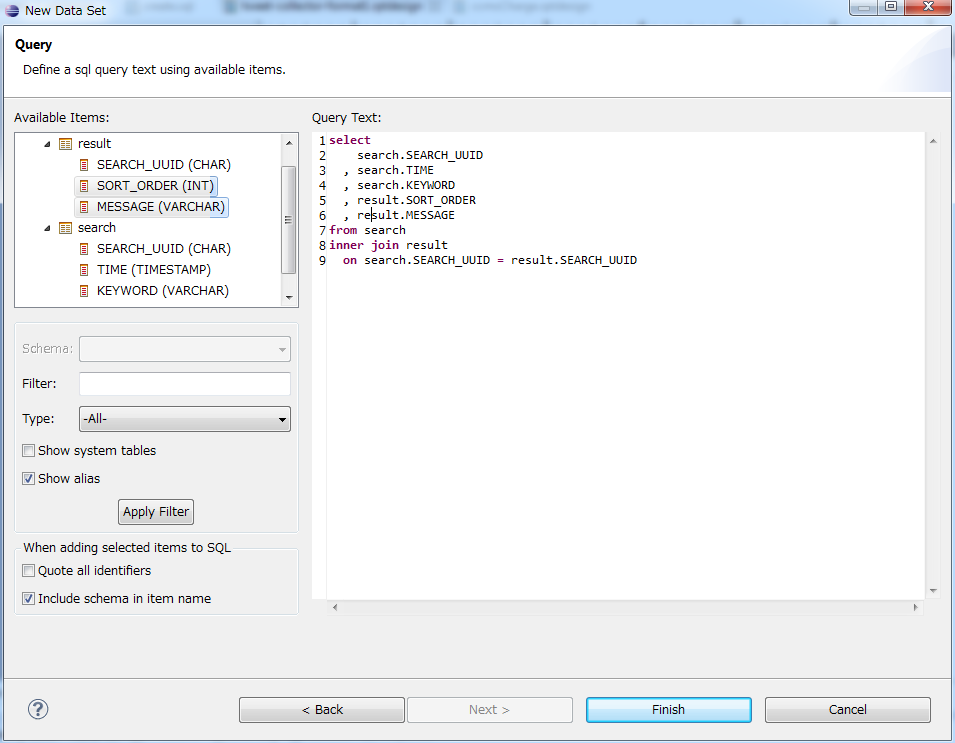 New Data Set
Query
Define a sql query text using available items.
Available Items:
result
SEARCH_UUID (CHAR)
SORT_ORDER (INT)
MESSAGE (VARCHAR)
search
SEARCH_UUID (CHAR)
TIME (TIMESTAMP)
KEYWORD (VARCHAR)
Schema:
Filter:
Type: -All-
Show system tables
Show alias
Apply Filter
When adding selected items to SQL
Quote all identifiers
Include schema in item name
Query Text:
1 select
2 search.SEARCH_UUID
3 , search.TIME
4 , search.KEYWORD
5 , result.SORT_ORDER
6 , result.MESSAGE
7 from search
8 inner join result
9 on search.SEARCH_UUID = result.SEARCH_UUID
?
< Back
Next >
Finish
Cancel